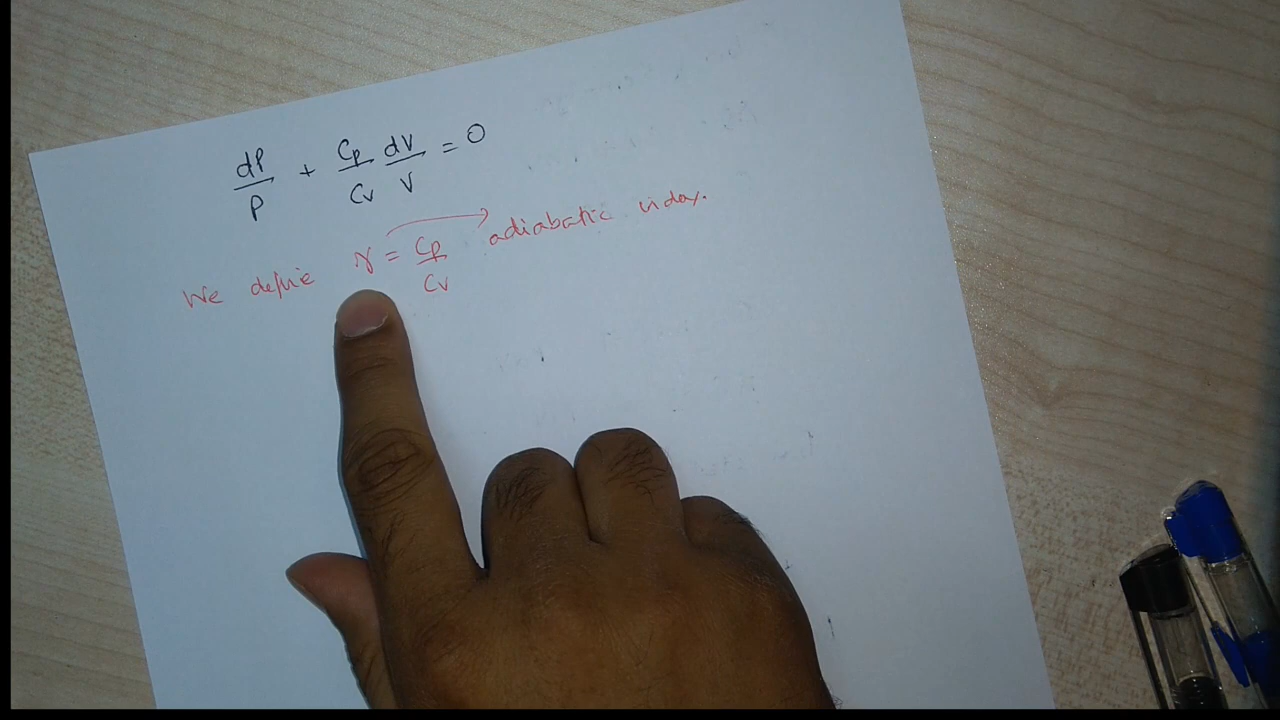 dP/P + Cp/Cv dV/V = 0
We define γ = Cp/Cv → adiabatic index.